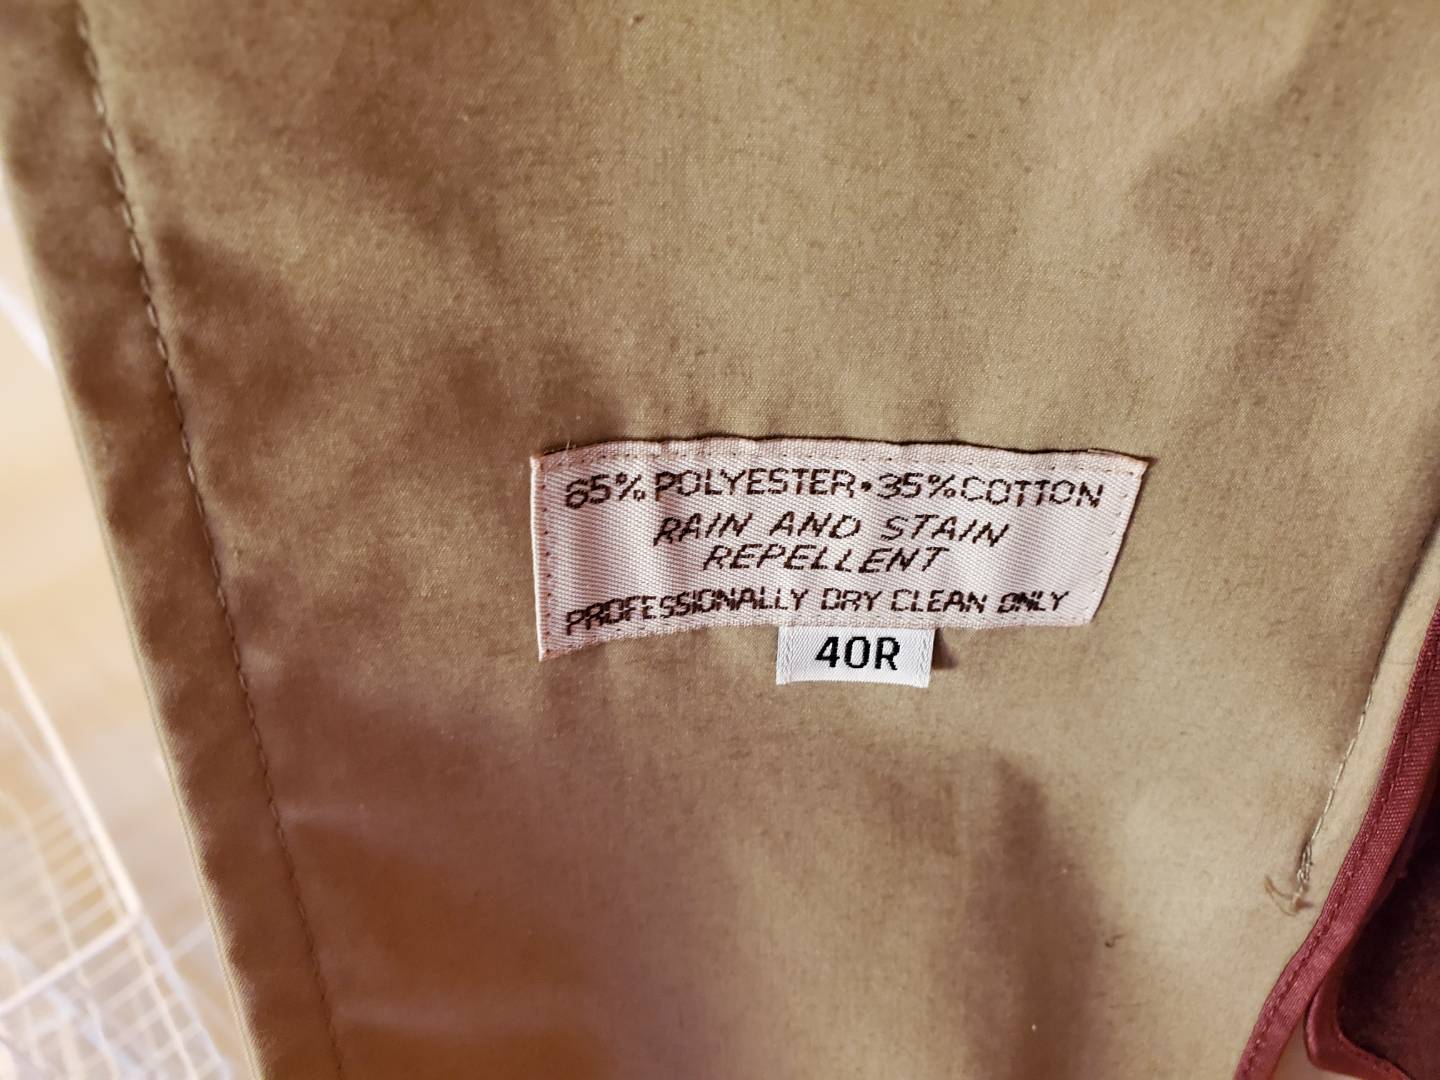 65% POLYESTER • 35% COTTON
RAIN AND STAIN
REPELLENT
PROFESSIONALLY DRY CLEAN ONLY
40R